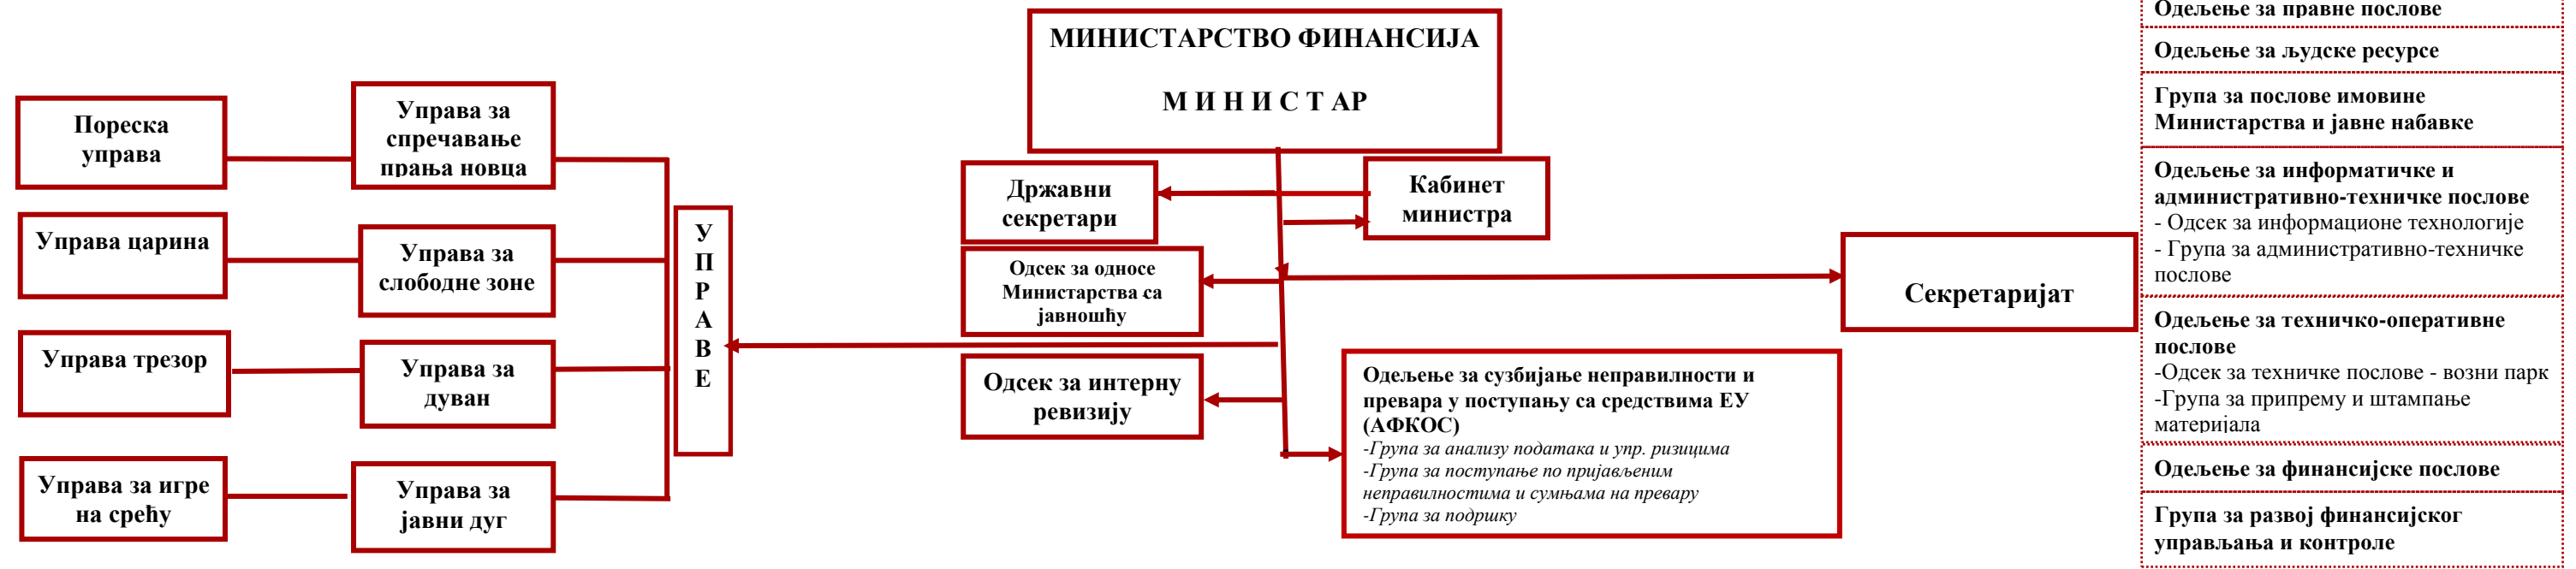 МИНИСТАРСТВО ФИНАНСИЈА
М И Н И С Т АР
Пореска
управа
Управа за
спречавање
прања новца
Управа царина
Управа за
слободне зоне
Управа трезор
Управа за
дуван
Управа за игре
на срећу
Управа за
јавни дуг
У
П
Р
А
В
Е
Државни
секретари
Кабинет
министра
Одсек за односе
Министарства са
јавношћу
Одсек за интерну
ревизију
Одељење за сузбијање неправилности и
превара у поступању са средствима ЕУ
(АФКОС)
-Група за анализу података и упр. ризицима
-Група за поступање по пријављеним
неправилностима и сумњама на превару
-Група за подршку
Секретаријат
Одељење за правне послове
Одељење за људске ресурсе
Група за послове имовине
Министарства и јавне набавке
Одељење за информатичке и
административно-техничке послове
- Одсек за информационе технологије
- Група за административно-техничке
послове
Одељење за техничко-оперативне
послове
-Одсек за техничке послове - возни парк
-Група за припрему и штампање
материјала
Одељење за финансијске послове
Група за развој финансијског
управљања и контроле